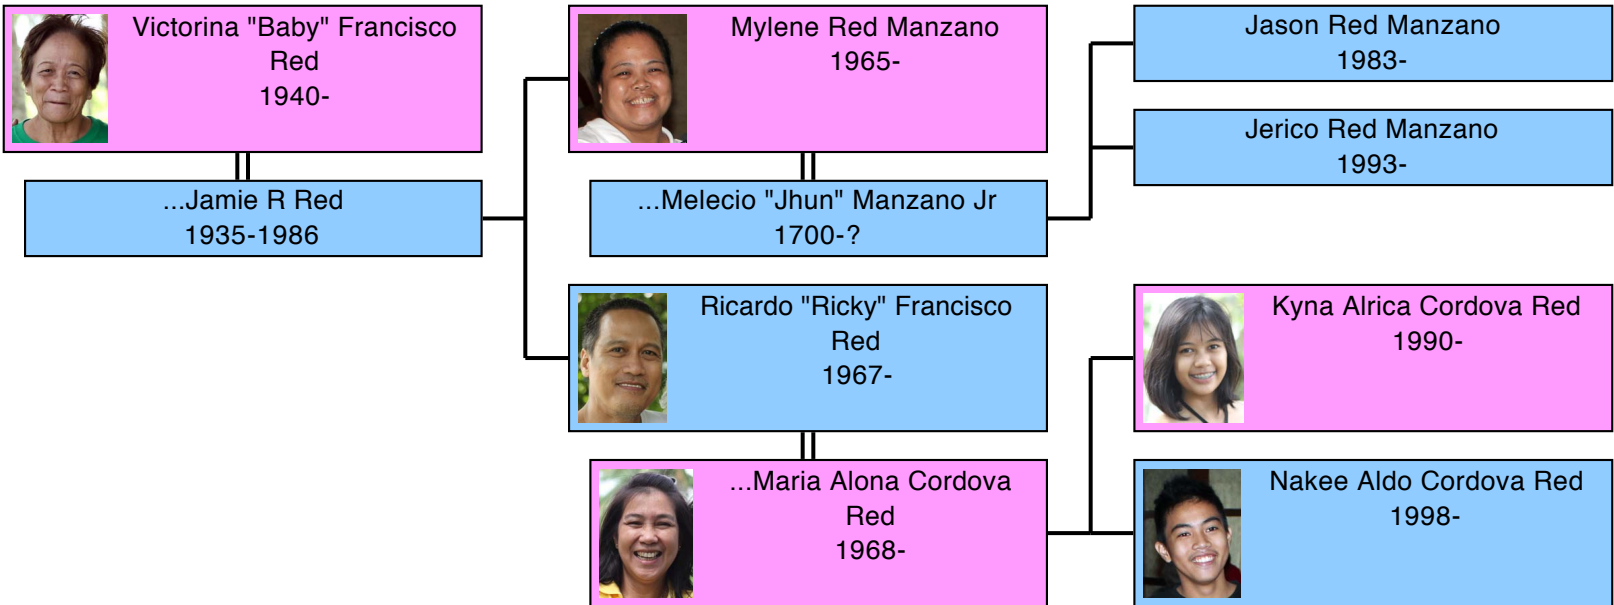 Victorina "Baby" Francisco
Red
1940-
...Jamie R Red
1935-1986
Mylene Red Manzano
1965-
...Melecio "Jhun" Manzano Jr
1700-?
Ricardo "Ricky" Francisco
Red
1967-
...Maria Alona Cordova
Red
1968-
Jason Red Manzano
1983-
Jerico Red Manzano
1993-
Kyna Alrica Cordova Red
1990-
Nakee Aldo Cordova Red
1998-